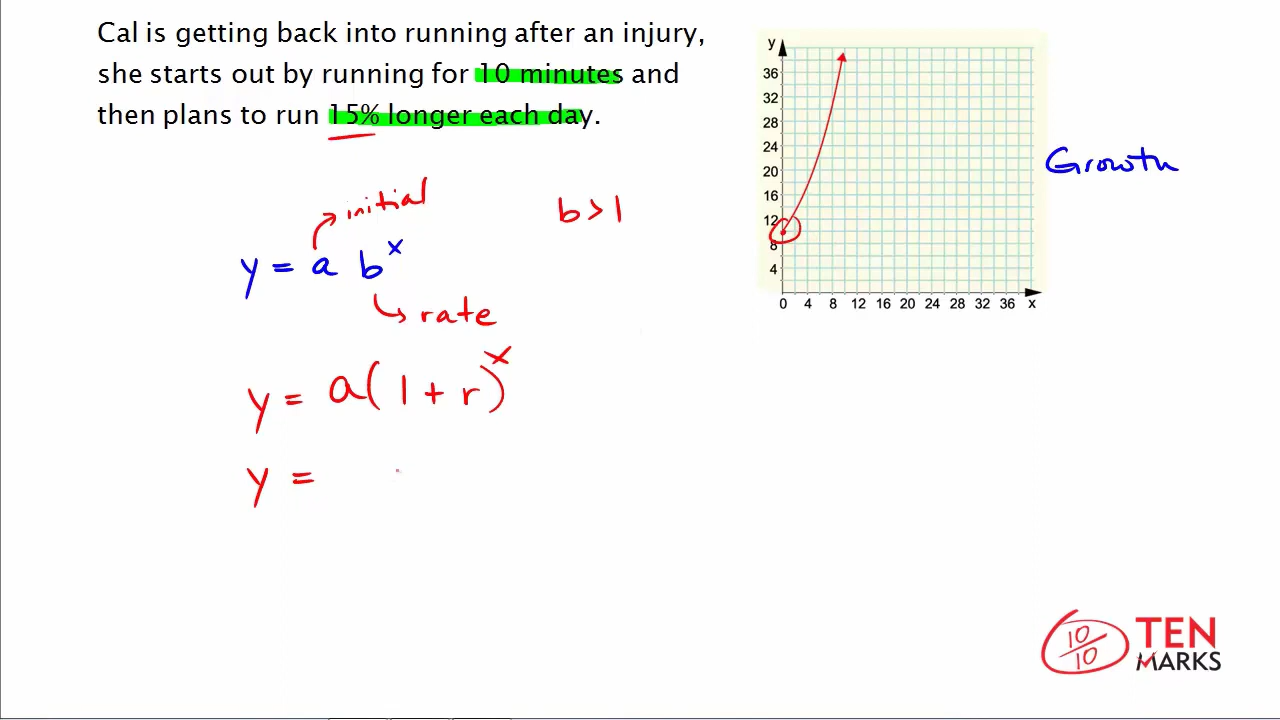 Cal is getting back into running after an injury,
she starts out by running for 10 minutes and
then plans to run 15% longer each day.
initial
b > 1
y = a b^x
rate
y = a(1 + r)^x
y =
y
36
32
28
24
20
16
12
8
4
0 4 8 12 16 20 24 28 32 36 x
Growth
10/10 TEN
MARKS